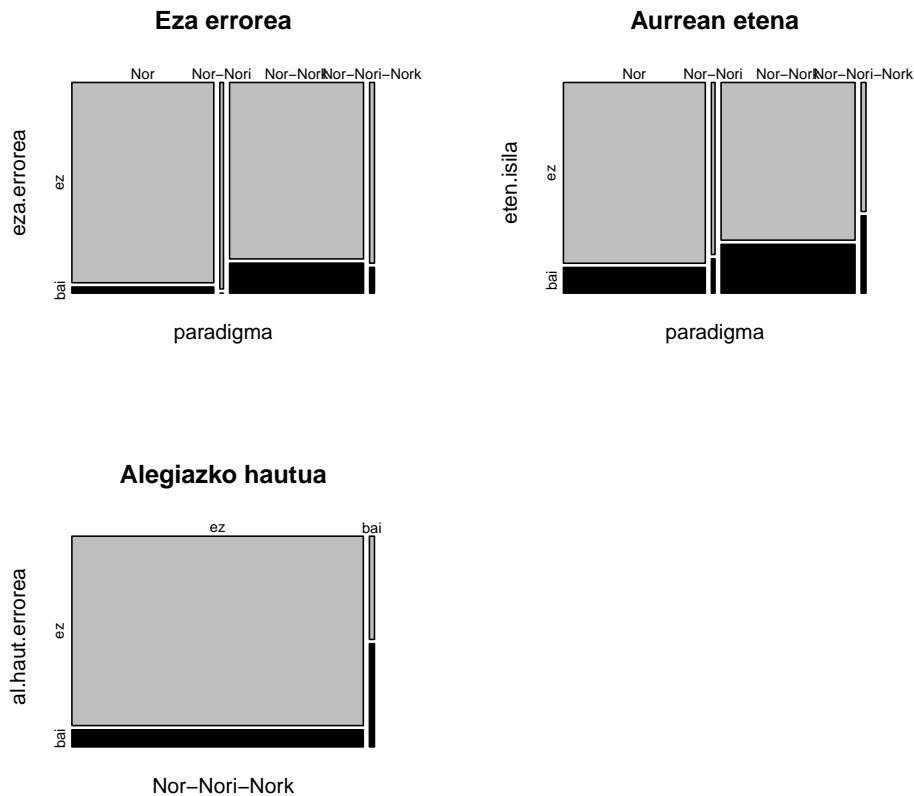 Eza errorea
Nor Nor−Nori Nor−Nork Nor−Nori−Nork
eza.errorea
ez
bai
paradigma
Aurrean etena
Nor Nor−Nori Nor−Nork Nor−Nori−Nork
eten.isila
ez
bai
paradigma
Alegiazko hautua
ez bai
al.haut.errorea
ez
bai
Nor−Nori−Nork